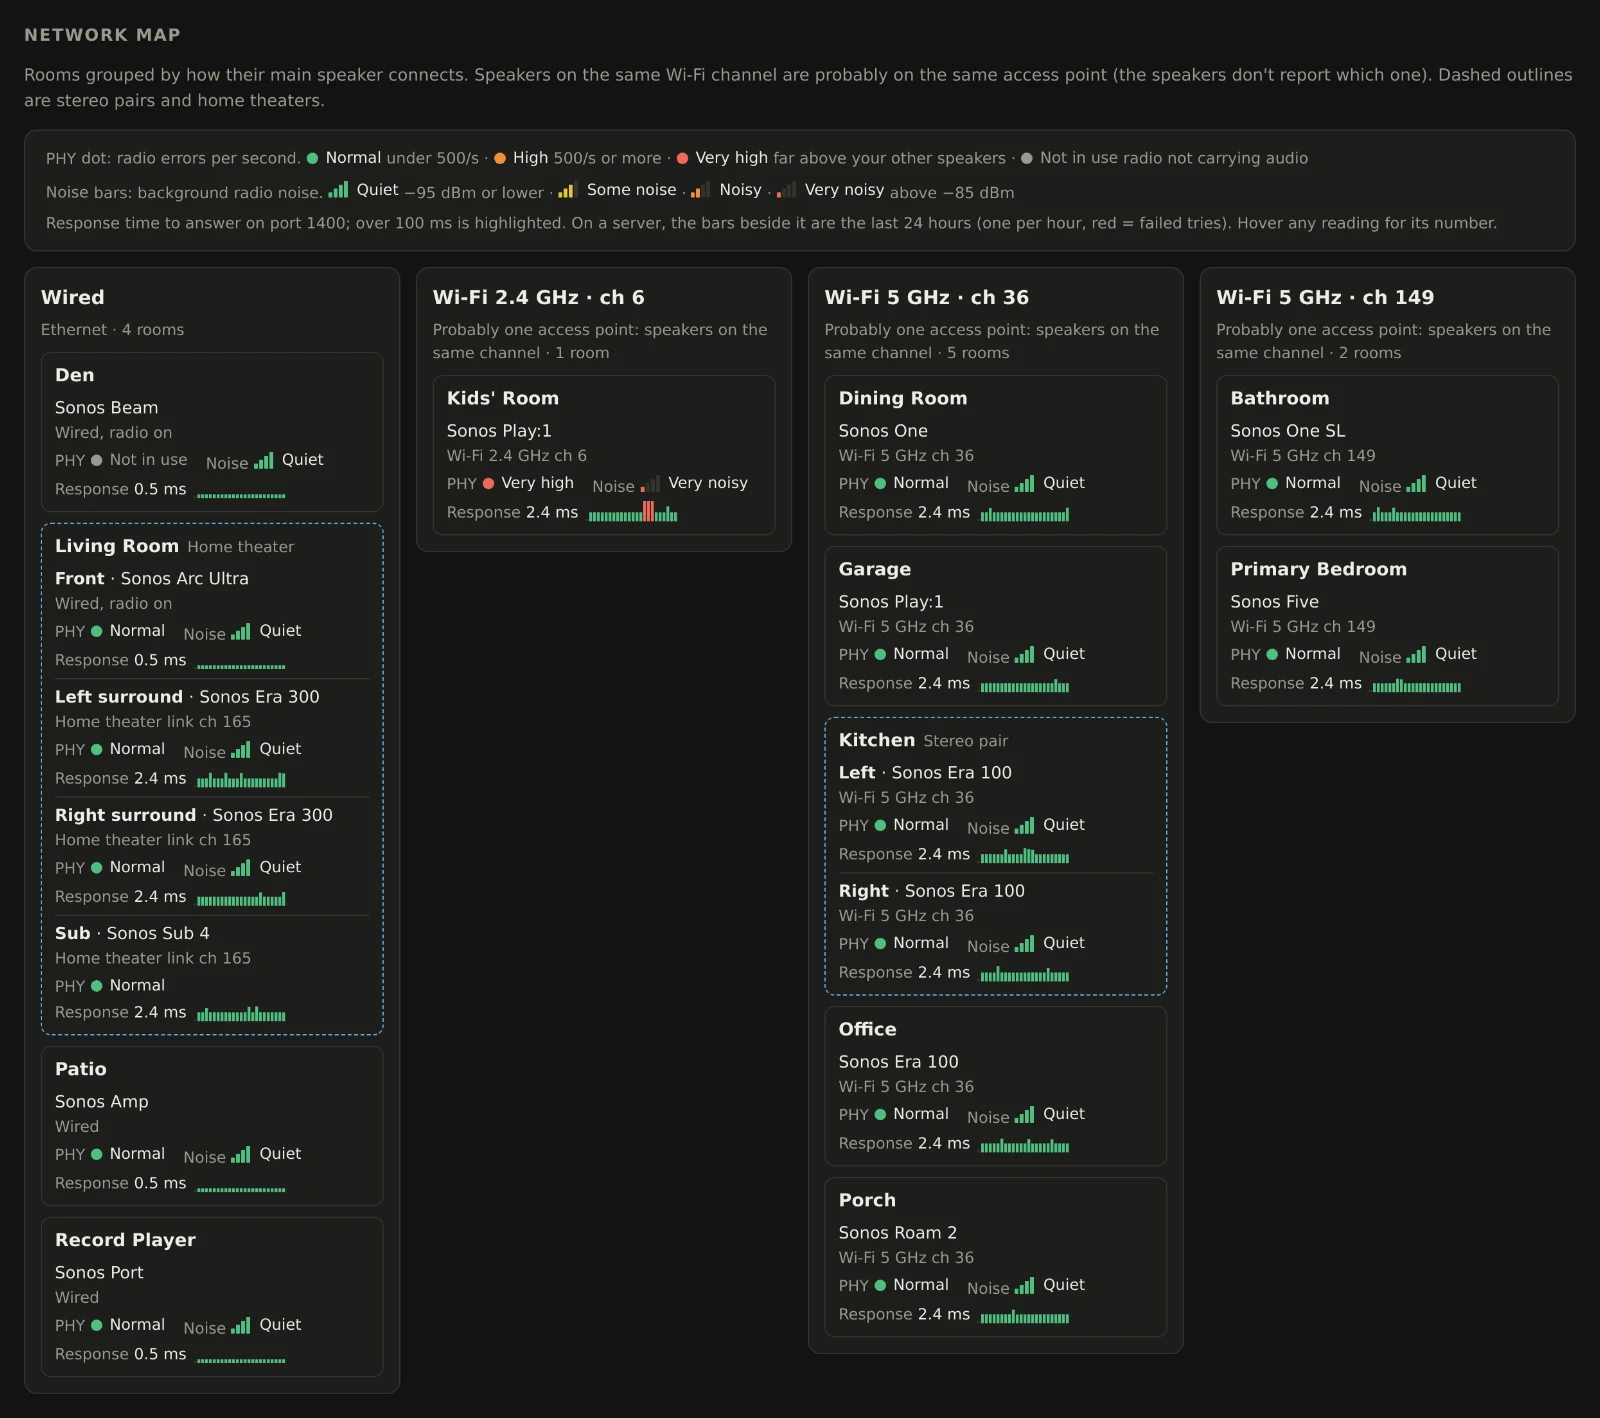 NETWORK MAP
Rooms grouped by how their main speaker connects. Speakers on the same Wi-Fi channel are probably on the same access point (the speakers don't report which one). Dashed outlines
are stereo pairs and home theaters.
PHY dot: radio errors per second. Normal under 500/s · High 500/s or more · Very high far above your other speakers · Not in use radio not carrying audio
Noise bars: background radio noise. Quiet −95 dBm or lower · Some noise · Noisy · Very noisy above −85 dBm
Response time to answer on port 1400; over 100 ms is highlighted. On a server, the bars beside it are the last 24 hours (one per hour, red = failed tries). Hover any reading for its number.
Wired
Ethernet · 4 rooms
Den
Sonos Beam
Wired, radio on
PHY Not in use Noise Quiet
Response 0.5 ms
Living Room Home theater
Front · Sonos Arc Ultra
Wired, radio on
PHY Normal Noise Quiet
Response 0.5 ms
Left surround · Sonos Era 300
Home theater link ch 165
PHY Normal Noise Quiet
Response 2.4 ms
Right surround · Sonos Era 300
Home theater link ch 165
PHY Normal Noise Quiet
Response 2.4 ms
Sub · Sonos Sub 4
Home theater link ch 165
PHY Normal
Response 2.4 ms
Patio
Sonos Amp
Wired
PHY Normal Noise Quiet
Response 0.5 ms
Record Player
Sonos Port
Wired
PHY Normal Noise Quiet
Response 0.5 ms
Wi-Fi 2.4 GHz · ch 6
Probably one access point: speakers on the
same channel · 1 room
Kids' Room
Sonos Play:1
Wi-Fi 2.4 GHz ch 6
PHY Very high Noise Very noisy
Response 2.4 ms
Wi-Fi 5 GHz · ch 36
Probably one access point: speakers on the
same channel · 5 rooms
Dining Room
Sonos One
Wi-Fi 5 GHz ch 36
PHY Normal Noise Quiet
Response 2.4 ms
Garage
Sonos Play:1
Wi-Fi 5 GHz ch 36
PHY Normal Noise Quiet
Response 2.4 ms
Kitchen Stereo pair
Left · Sonos Era 100
Wi-Fi 5 GHz ch 36
PHY Normal Noise Quiet
Response 2.4 ms
Right · Sonos Era 100
Wi-Fi 5 GHz ch 36
PHY Normal Noise Quiet
Response 2.4 ms
Office
Sonos Era 100
Wi-Fi 5 GHz ch 36
PHY Normal Noise Quiet
Response 2.4 ms
Porch
Sonos Roam 2
Wi-Fi 5 GHz ch 36
PHY Normal Noise Quiet
Response 2.4 ms
Wi-Fi 5 GHz · ch 149
Probably one access point: speakers on the
same channel · 2 rooms
Bathroom
Sonos One SL
Wi-Fi 5 GHz ch 149
PHY Normal Noise Quiet
Response 2.4 ms
Primary Bedroom
Sonos Five
Wi-Fi 5 GHz ch 149
PHY Normal Noise Quiet
Response 2.4 ms